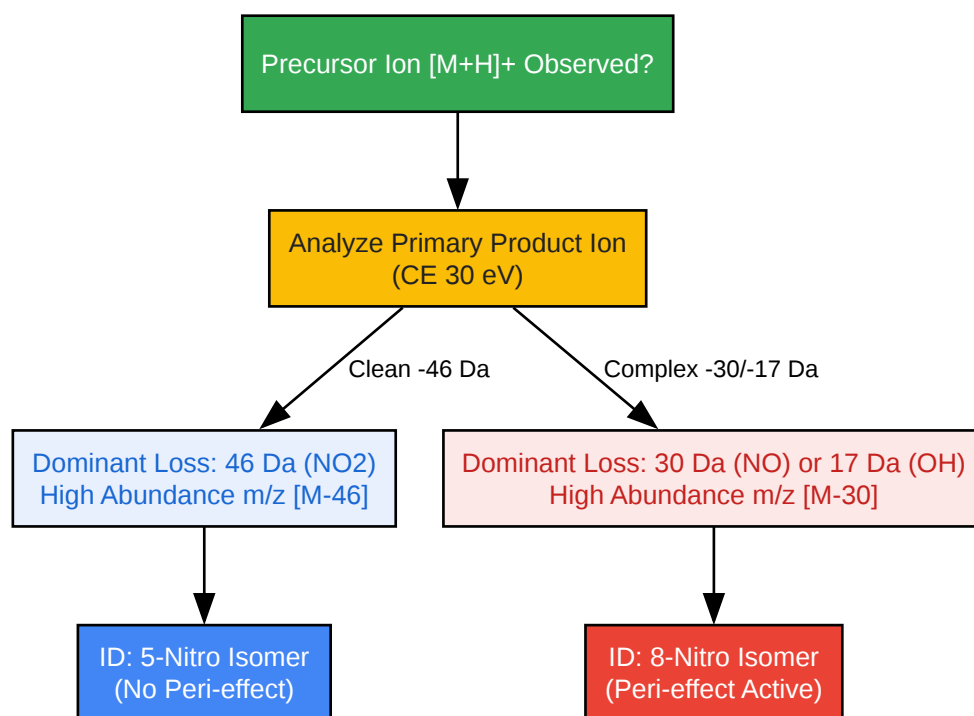 Precursor Ion [M+H]+ Observed?
Analyze Primary Product Ion
(CE 30 eV)
Clean -46 Da
Complex -30/-17 Da
Dominant Loss: 46 Da (NO2)
High Abundance m/z [M-46]
Dominant Loss: 30 Da (NO) or 17 Da (OH)
High Abundance m/z [M-30]
ID: 5-Nitro Isomer
(No Peri-effect)
ID: 8-Nitro Isomer
(Peri-effect Active)